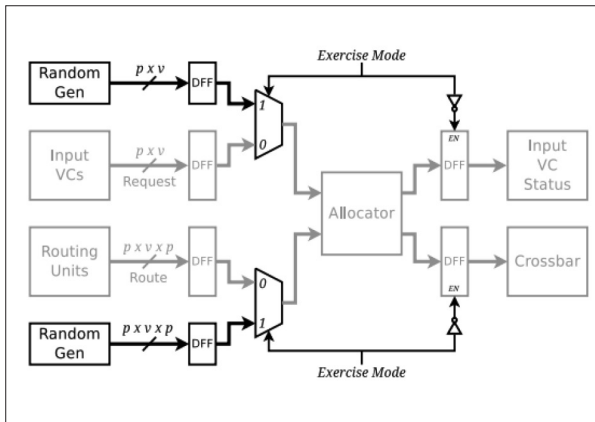 Exercise Mode
Random
Gen
p x v
DFF
1
0
Input
VCs
p x v
Request
DFF
Allocator
EN
DFF
Input
VC
Status
Routing
Units
p x v x p
Route
DFF
0
1
DFF
EN
Crossbar
Random
Gen
p x v x p
DFF
Exercise Mode